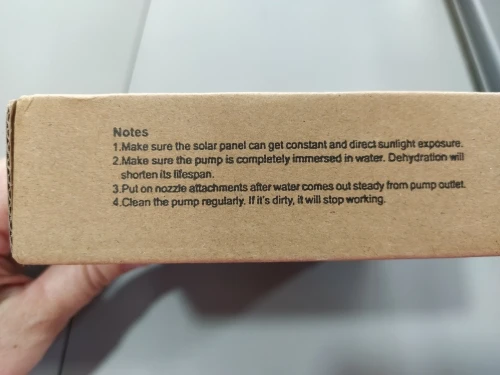 Notes
1.Make sure the solar panel can get constant and direct sunlight exposure.
2.Make sure the pump is completely immersed in water. Dehydration will
shorten its lifespan.
3.Put on nozzle attachments after water comes out steady from pump outlet.
4.Clean the pump regularly. If it's dirty, it will stop working.